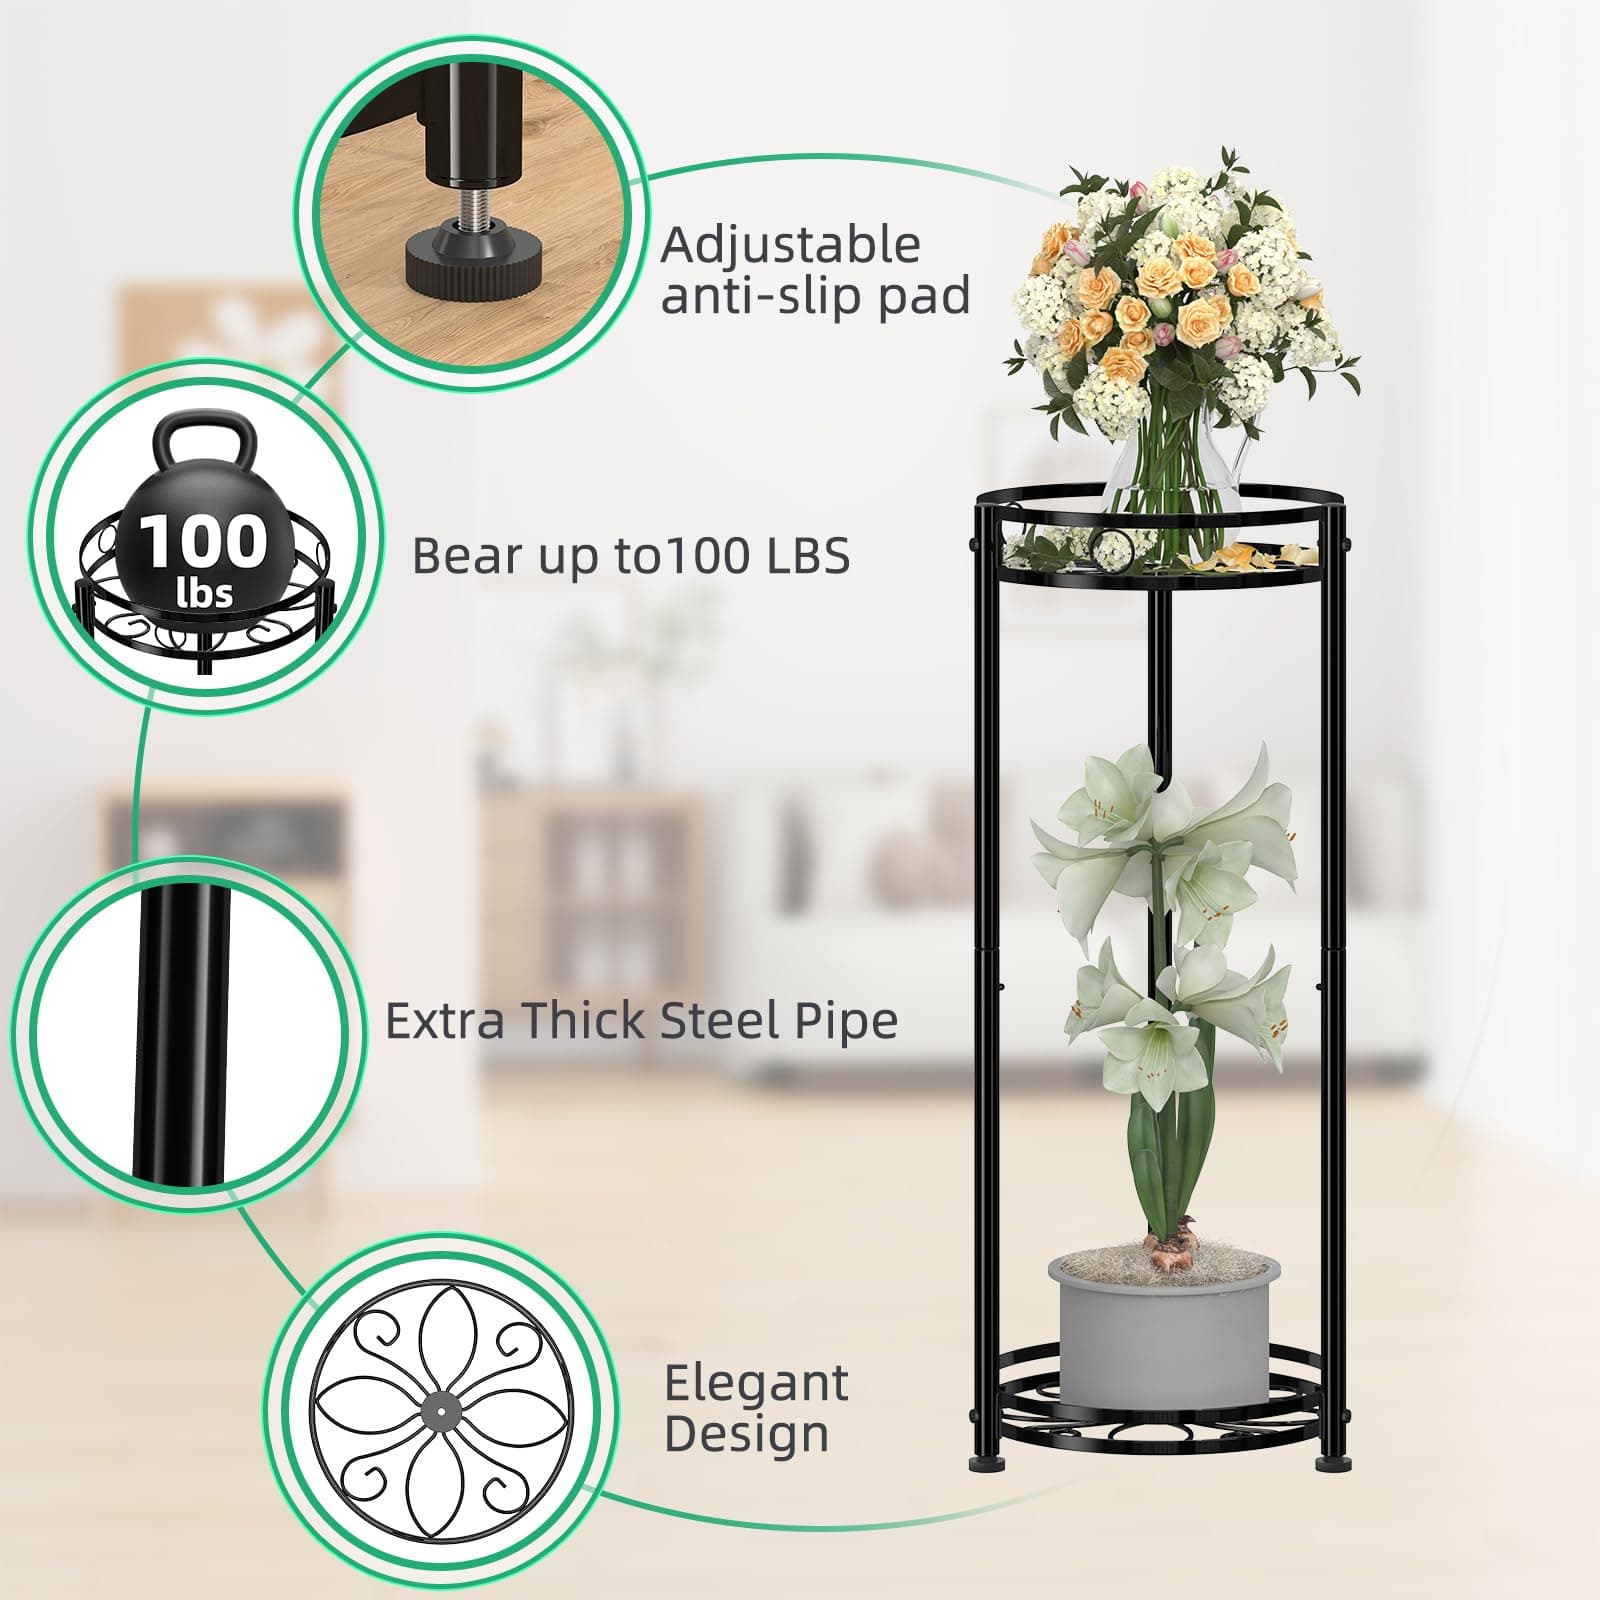 Adjustable
anti-slip pad
100
lbs
Bear up to100 LBS
Extra Thick Steel Pipe
Elegant
Design